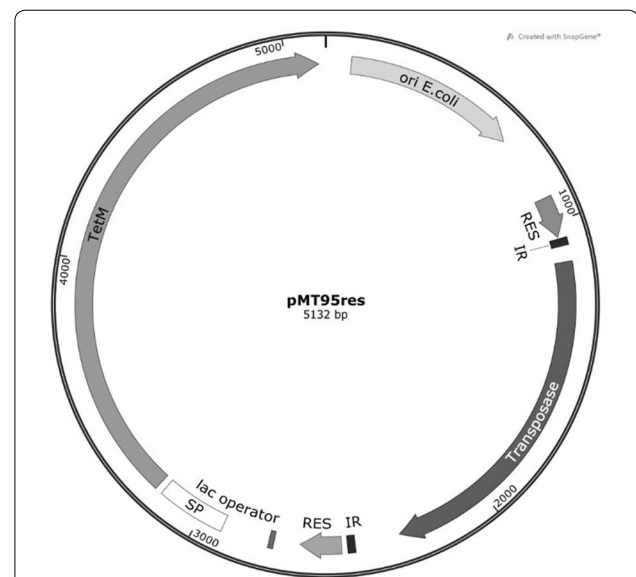 Created with SnapGene®
5000
ori E.coli
1000
RES
IR
TetM
4000
pMT95res
5132 bp
Transposase
2000
lac operator
SP
3000
RES
IR